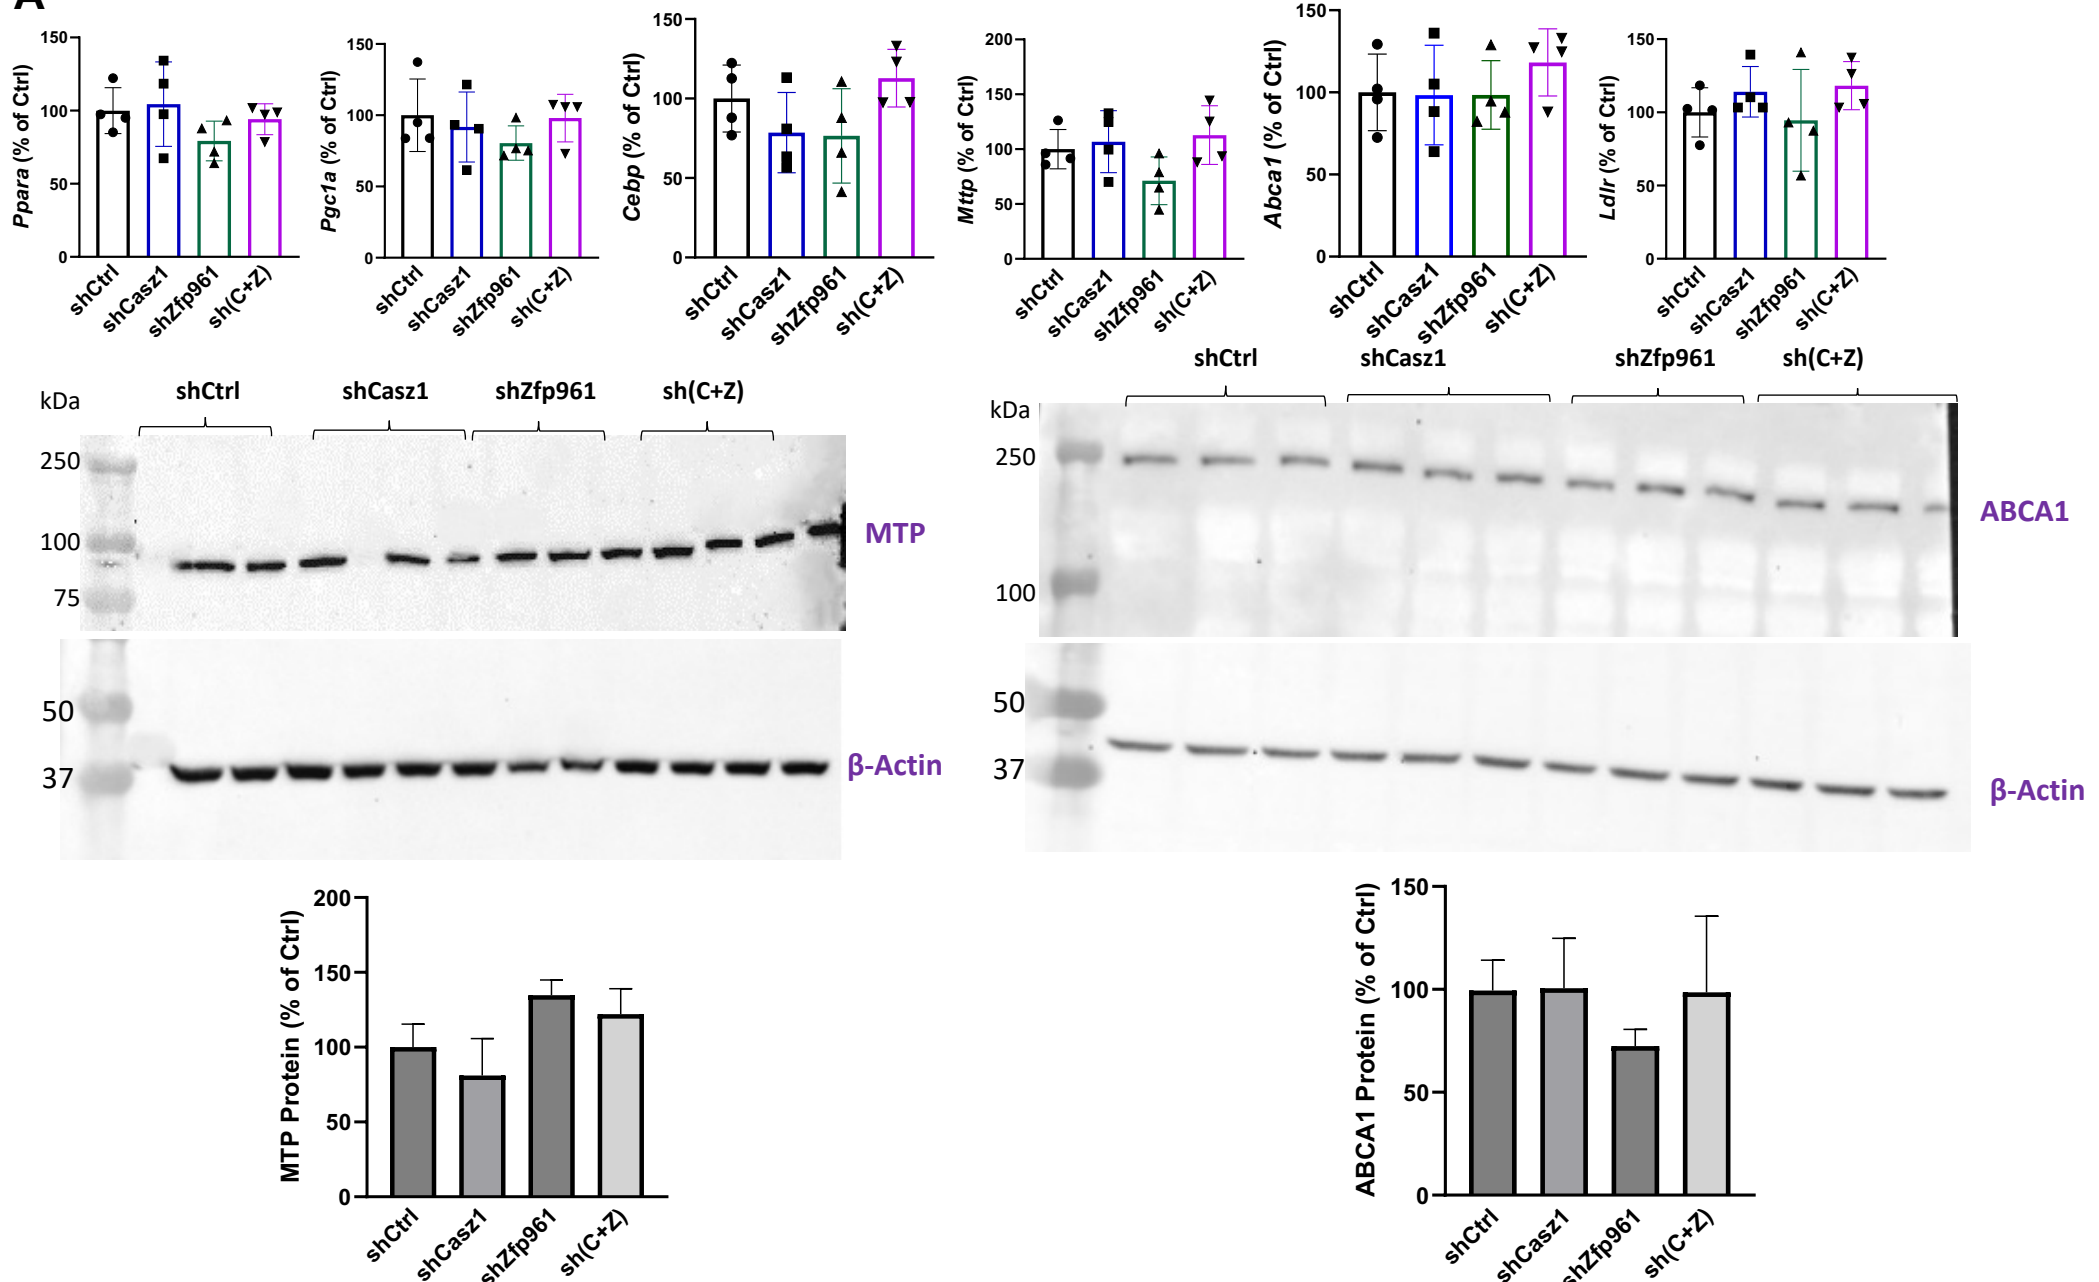 A
Ppara (% of Ctrl)
150
100
50
0
shCtrl
shCasz1
shZfp961
sh(C+Z)
Pgc1a (% of Ctrl)
150
100
50
0
shCtrl
shCasz1
shZfp961
sh(C+Z)
Cebp (% of Ctrl)
150
100
50
0
shCtrl
shCasz1
shZfp961
sh(C+Z)
Mttp (% of Ctrl)
200
150
100
50
0
shCtrl
shCasz1
shZfp961
sh(C+Z)
Abca1 (% of Ctrl)
150
100
50
0
shCtrl
shCasz1
shZfp961
sh(C+Z)
Ldlr (% of Ctrl)
150
100
50
0
shCtrl
shCasz1
shZfp961
sh(C+Z)
kDa
shCtrl shCasz1 shZfp961 sh(C+Z)
250
100
75
MTP
50
37
β-Actin
shCtrl shCasz1 shZfp961 sh(C+Z)
kDa
250
100
ABCA1
50
37
β-Actin
MTP Protein (% of Ctrl)
200
150
100
50
0
shCtrl
shCasz1
shZfp961
sh(C+Z)
ABCA1 Protein (% of Ctrl)
150
100
50
0
shCtrl
shCasz1
shZfp961
sh(C+Z)